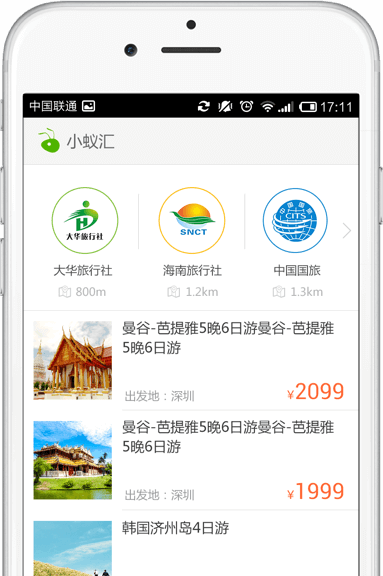 中国联通 17:11
小蚁汇
H
大华旅行社
SNCT
中国国旅
CITS
大华旅行社 海南旅行社 中国国旅
800m 1.2km 1.3km
曼谷-芭提雅5晚6日游曼谷-芭提雅
5晚6日游
出发地：深圳 ¥2099
曼谷-芭提雅5晚6日游曼谷-芭提雅
5晚6日游
出发地：深圳 ¥1999
韩国济州岛4日游